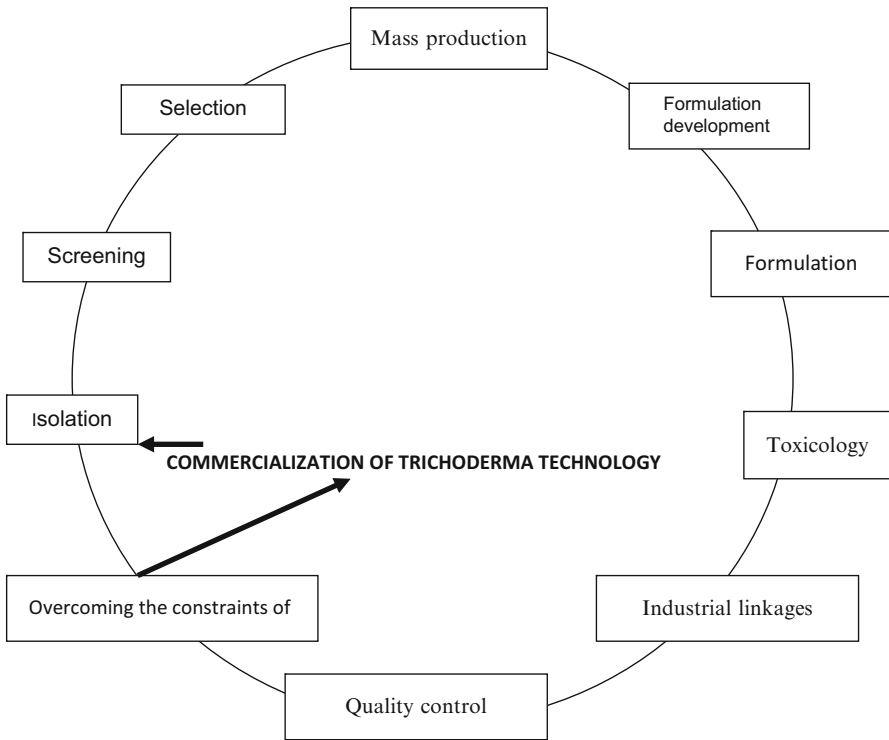 Mass production
Selection
Formulation
development
Screening
Formulation
Isolation
Toxicology
COMMERCIALIZATION OF TRICHODERMA TECHNOLOGY
Overcoming the constraints of
Industrial linkages
Quality control